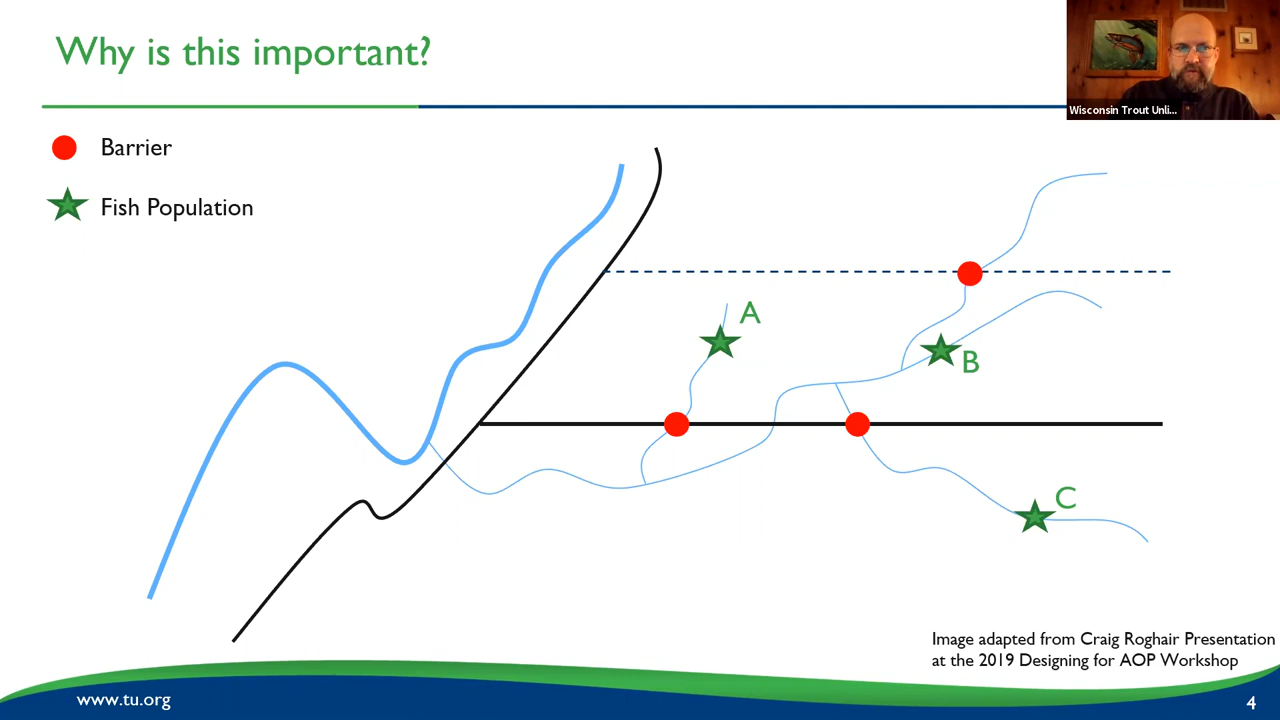 Why is this important?
Wisconsin Trout Unli...
Barrier
Fish Population
A
B
C
Image adapted from Craig Roghair Presentation
at the 2019 Designing for AOP Workshop
www.tu.org
4